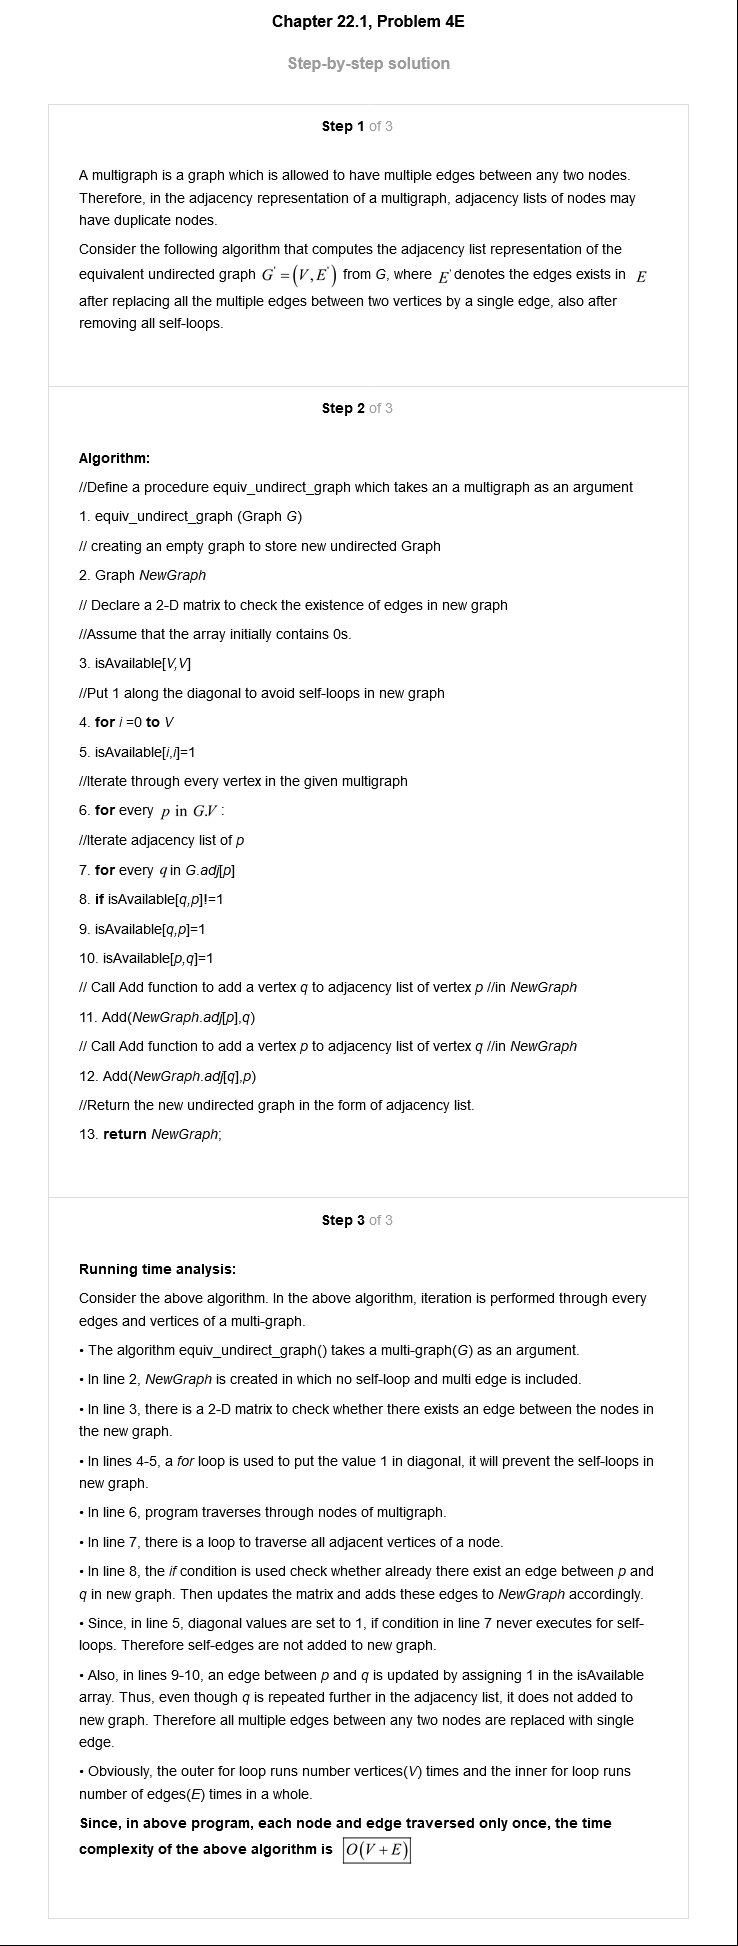 Chapter 22.1, Problem 4E
Step-by-step solution
Step 1 of 3
A multigraph is a graph which is allowed to have multiple edges between any two nodes.
Therefore, in the adjacency representation of a multigraph, adjacency lists of nodes may
have duplicate nodes.
Consider the following algorithm that computes the adjacency list representation of the
equivalent undirected graph G' = (V, E') from G, where E' denotes the edges exists in E
after replacing all the multiple edges between two vertices by a single edge, also after
removing all self-loops.
Step 2 of 3
Algorithm:
//Define a procedure equiv_undirect_graph which takes an a multigraph as an argument
1. equiv_undirect_graph (Graph G)
// creating an empty graph to store new undirected Graph
2. Graph NewGraph
// Declare a 2-D matrix to check the existence of edges in new graph
//Assume that the array initially contains 0s.
3. isAvailable[V,V]
//Put 1 along the diagonal to avoid self-loops in new graph
4. for i =0 to V
5. isAvailable[i,i]=1
//Iterate through every vertex in the given multigraph
6. for every p in G.V :
//Iterate adjacency list of p
7. for every q in G.adj[p]
8. if isAvailable[q,p]!=1
9. isAvailable[q,p]=1
10. isAvailable[p,q]=1
// Call Add function to add a vertex q to adjacency list of vertex p //in NewGraph
11. Add(NewGraph.adj[p],q)
// Call Add function to add a vertex p to adjacency list of vertex q //in NewGraph
12. Add(NewGraph.adj[q],p)
//Return the new undirected graph in the form of adjacency list.
13. return NewGraph;
Step 3 of 3
Running time analysis:
Consider the above algorithm. In the above algorithm, iteration is performed through every
edges and vertices of a multi-graph.
• The algorithm equiv_undirect_graph() takes a multi-graph(G) as an argument.
• In line 2, NewGraph is created in which no self-loop and multi edge is included.
• In line 3, there is a 2-D matrix to check whether there exists an edge between the nodes in
the new graph.
• In lines 4-5, a for loop is used to put the value 1 in diagonal, it will prevent the self-loops in
new graph.
• In line 6, program traverses through nodes of multigraph.
• In line 7, there is a loop to traverse all adjacent vertices of a node.
• In line 8, the if condition is used check whether already there exist an edge between p and
q in new graph. Then updates the matrix and adds these edges to NewGraph accordingly.
• Since, in line 5, diagonal values are set to 1, if condition in line 7 never executes for self-
loops. Therefore self-edges are not added to new graph.
• Also, in lines 9-10, an edge between p and q is updated by assigning 1 in the isAvailable
array. Thus, even though q is repeated further in the adjacency list, it does not added to
new graph. Therefore all multiple edges between any two nodes are replaced with single
edge.
• Obviously, the outer for loop runs number vertices(V) times and the inner for loop runs
number of edges(E) times in a whole.
Since, in above program, each node and edge traversed only once, the time
complexity of the above algorithm is O(V + E)